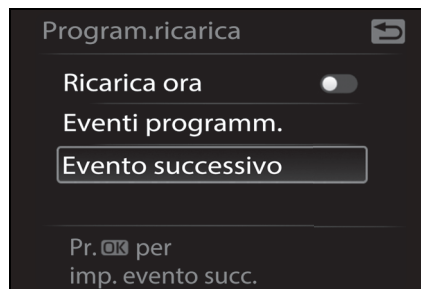 Program.ricarica
Ricarica ora
Eventi programm.
Evento successivo
Pr. OK per
imp. evento succ.